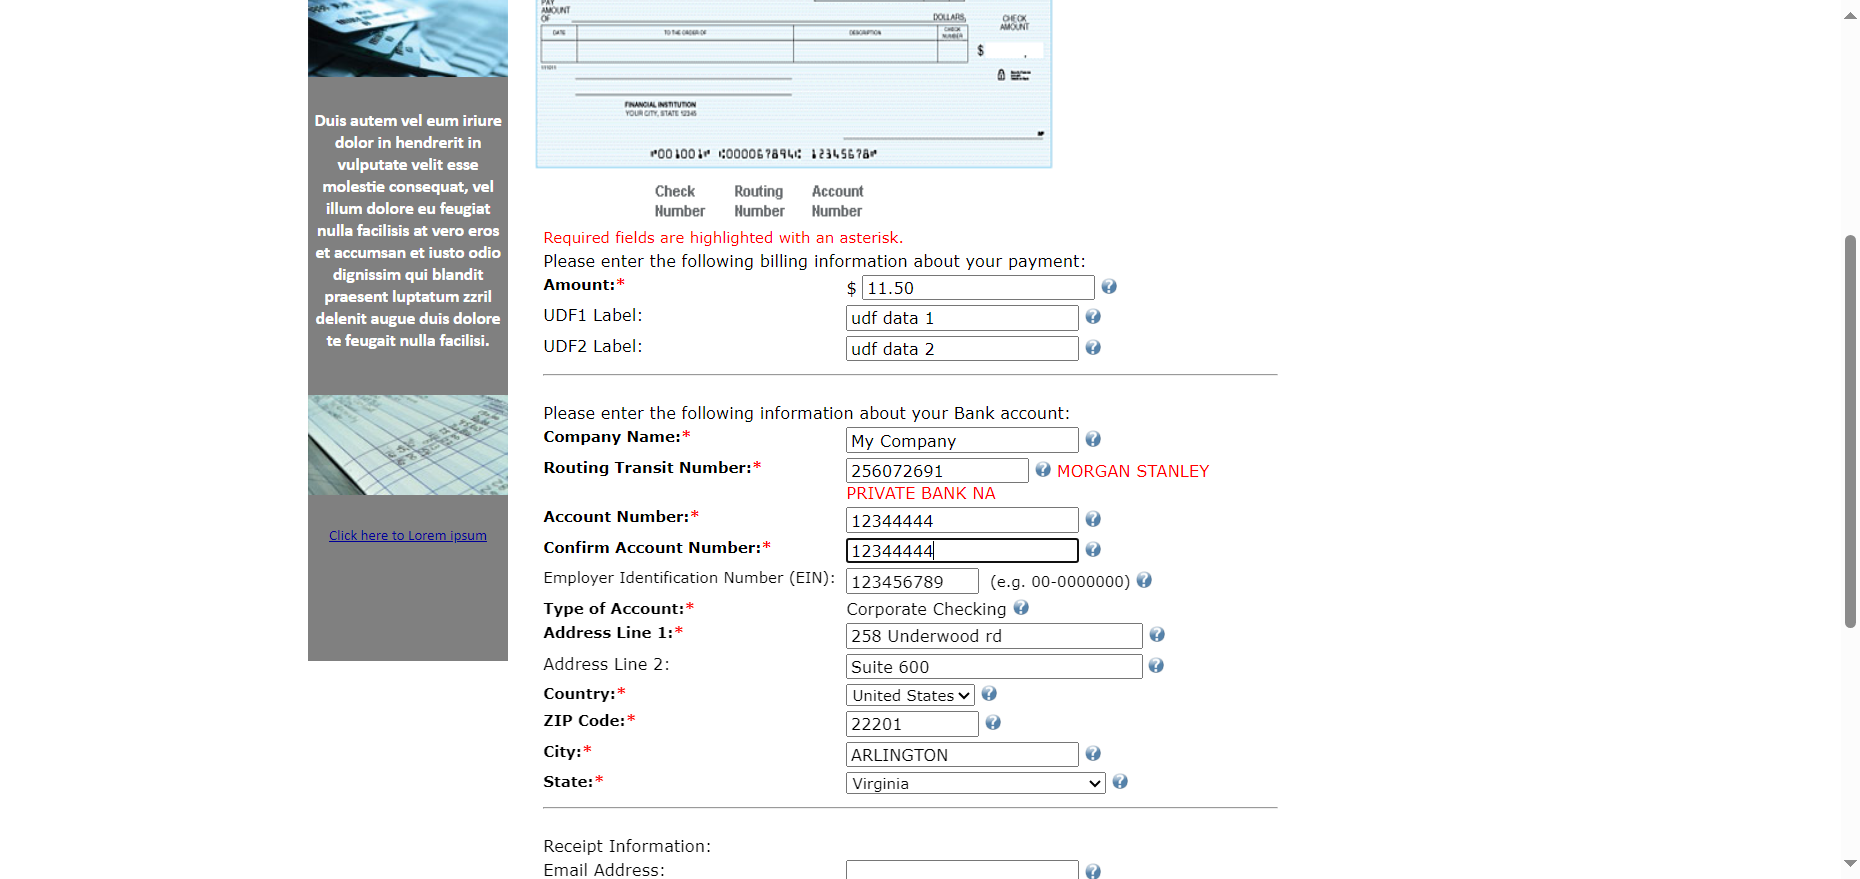 PAY
AMOUNT
OF
DOLLARS,
CHECK
AMOUNT
DATE
TO THE ORDER OF
DESCRIPTION
CHECK
NUMBER
$
FINANCIAL INSTITUTION
YOUR CITY, STATE 12345
⑈001001⑈ ⑆000067894⑆ 12345678⑈
Check
Number
Routing
Number
Account
Number
Duis autem vel eum iriure
dolor in hendrerit in
vulputate velit esse
molestie consequat, vel
illum dolore eu feugiat
nulla facilisis at vero eros
et accumsan et iusto odio
dignissim qui blandit
praesent luptatum zzril
delenit augue duis dolore
te feugait nulla facilisi.
Click here to Lorem ipsum
Required fields are highlighted with an asterisk.
Please enter the following billing information about your payment:
Amount:* $ 11.50
UDF1 Label: udf data 1
UDF2 Label: udf data 2
Please enter the following information about your Bank account:
Company Name:* My Company
Routing Transit Number:* 256072691 MORGAN STANLEY
PRIVATE BANK NA
Account Number:* 12344444
Confirm Account Number:* 12344444
Employer Identification Number (EIN): 123456789 (e.g. 00-0000000)
Type of Account:* Corporate Checking
Address Line 1:* 258 Underwood rd
Address Line 2: Suite 600
Country:* United States
ZIP Code:* 22201
City:* ARLINGTON
State:* Virginia
Receipt Information:
Email Address: